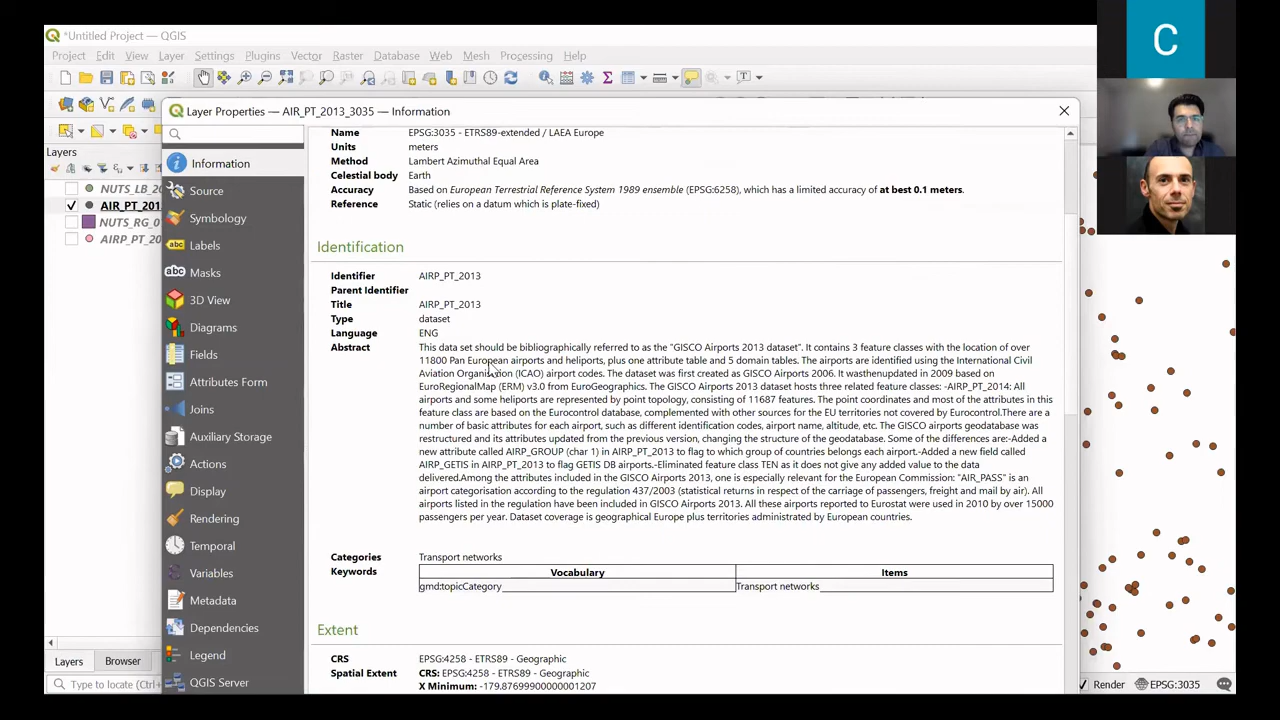 *Untitled Project — QGIS
Project Edit View Layer Settings Plugins Vector Raster Database Web Mesh Processing Help
C
Layer Properties — AIR_PT_2013_3035 — Information
Layers
NUTS_LB_20
AIR_PT_201
NUTS_RG_0
AIRP_PT_20
Information
Source
Symbology
abc Labels
abc Masks
3D View
Diagrams
Fields
Attributes Form
Joins
Auxiliary Storage
Actions
Display
Rendering
Temporal
Variables
Metadata
Dependencies
Legend
QGIS Server
Name EPSG:3035 - ETRS89-extended / LAEA Europe
Units meters
Method Lambert Azimuthal Equal Area
Celestial body Earth
Accuracy Based on European Terrestrial Reference System 1989 ensemble (EPSG:6258), which has a limited accuracy of at best 0.1 meters.
Reference Static (relies on a datum which is plate-fixed)
Identification
Identifier AIRP_PT_2013
Parent Identifier
Title AIRP_PT_2013
Type dataset
Language ENG
Abstract This data set should be bibliographically referred to as the "GISCO Airports 2013 dataset". It contains 3 feature classes with the location of over
11800 Pan European airports and heliports, plus one attribute table and 5 domain tables. The airports are identified using the International Civil
Aviation Organisation (ICAO) airport codes. The dataset was first created as GISCO Airports 2006. It wasthenupdated in 2009 based on
EuroRegionalMap (ERM) v3.0 from EuroGeographics. The GISCO Airports 2013 dataset hosts three related feature classes: -AIRP_PT_2014: All
airports and some heliports are represented by point topology, consisting of 11687 features. The point coordinates and most of the attributes in this
feature class are based on the Eurocontrol database, complemented with other sources for the EU territories not covered by Eurocontrol.There are a
number of basic attributes for each airport, such as different identification codes, airport name, altitude, etc. The GISCO airports geodatabase was
restructured and its attributes updated from the previous version, changing the structure of the geodatabase. Some of the differences are:-Added a
new attribute called AIRP_GROUP (char 1) in AIRP_PT_2013 to flag to which group of countries belongs each airport.-Added a new field called
AIRP_GETIS in AIRP_PT_2013 to flag GETIS DB airports.-Eliminated feature class TEN as it does not give any added value to the data
delivered.Among the attributes included in the GISCO Airports 2013, one is especially relevant for the European Commission: "AIR_PASS" is an
airport categorisation according to the regulation 437/2003 (statistical returns in respect of the carriage of passengers, freight and mail by air). All
airports listed in the regulation have been included in GISCO Airports 2013. All these airports reported to Eurostat were used in 2010 by over 15000
passengers per year. Dataset coverage is geographical Europe plus territories administrated by European countries.
Categories Transport networks
Keywords Vocabulary Items
gmd:topicCategory Transport networks
Extent
CRS EPSG:4258 - ETRS89 - Geographic
Spatial Extent CRS: EPSG:4258 - ETRS89 - Geographic
X Minimum: -179.87699900000001207
Layers Browser
Type to locate (Ctrl+
Render EPSG:3035